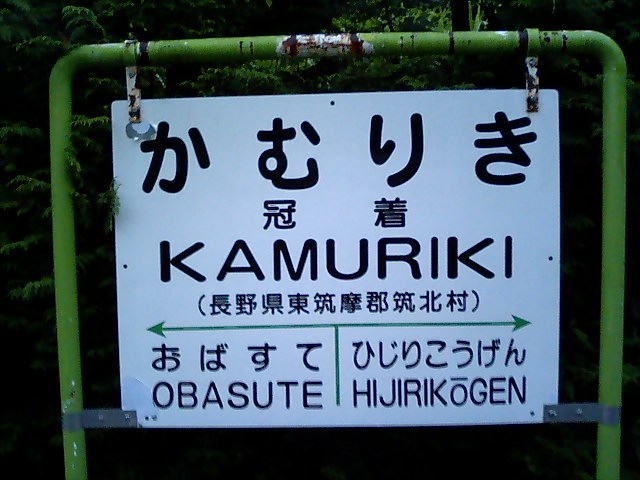 かむりき
冠着
KAMURIKI
(長野県東筑摩郡筑北村)
おばすて ひじりこうげん
OBASUTE HIJIRIKōGEN